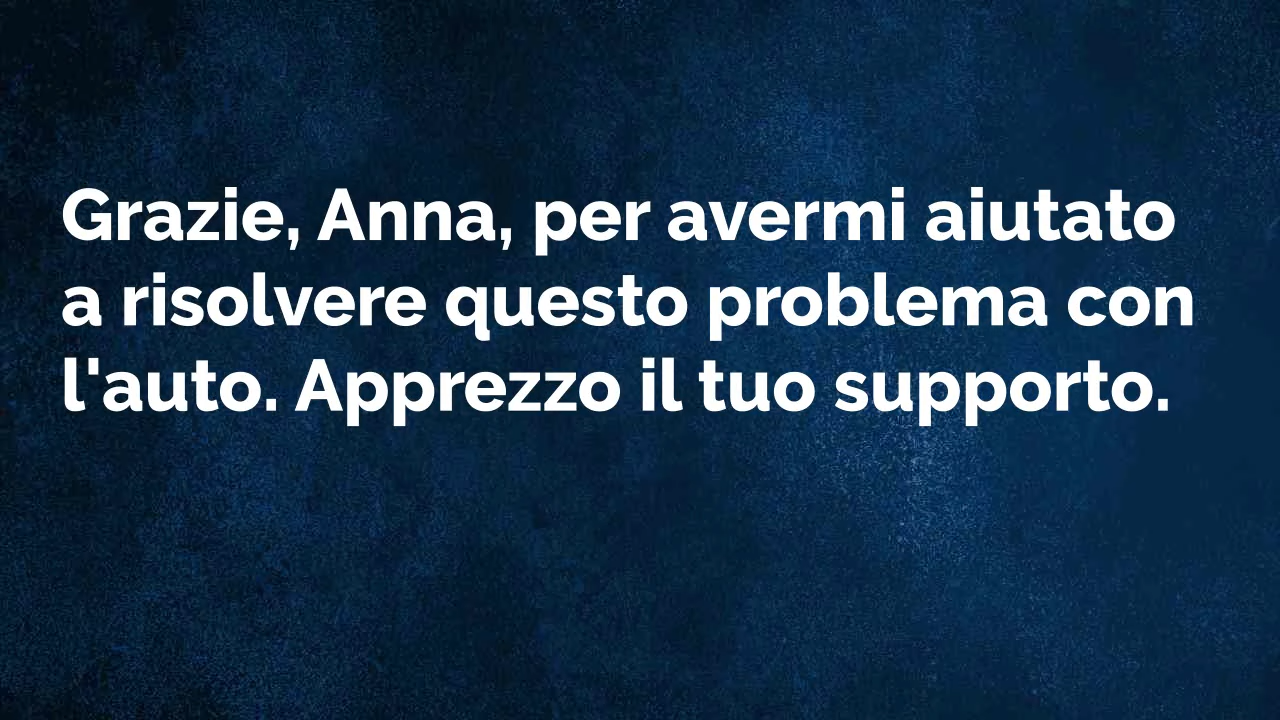 Grazie, Anna, per avermi aiutato
a risolvere questo problema con
l'auto. Apprezzo il tuo supporto.